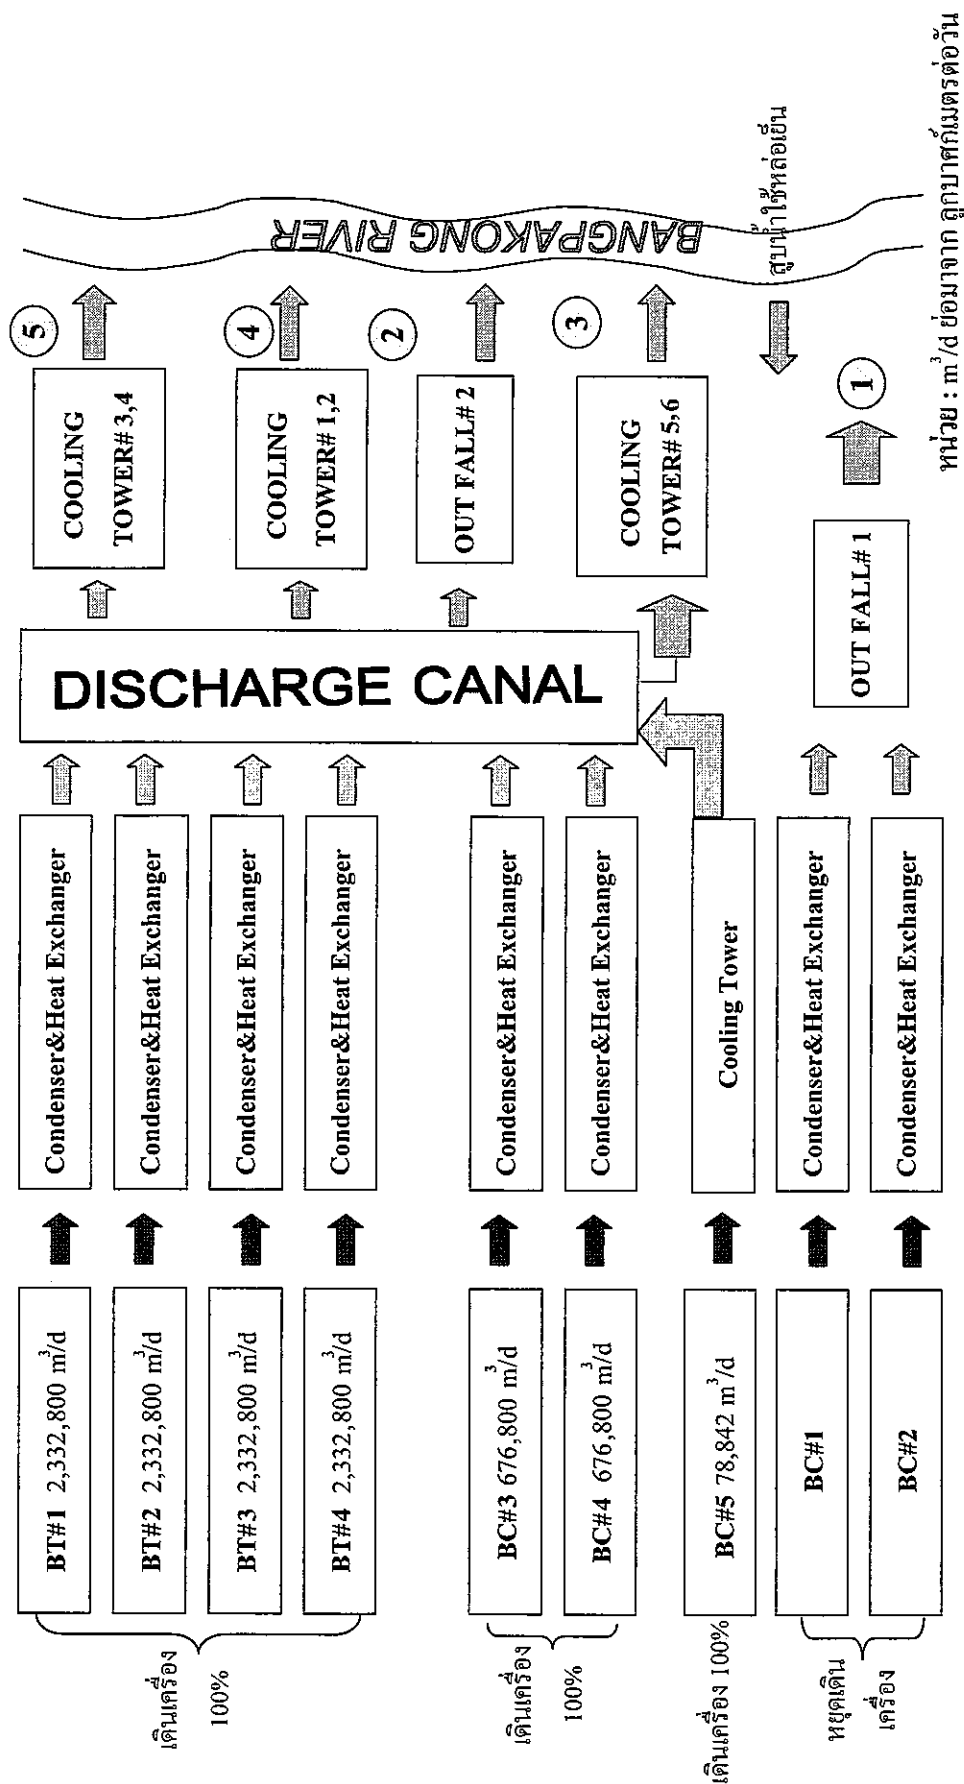 เดินเครื่อง
100%
BT#1 2,332,800 m³/d
Condenser&Heat Exchanger
BT#2 2,332,800 m³/d
Condenser&Heat Exchanger
BT#3 2,332,800 m³/d
Condenser&Heat Exchanger
BT#4 2,332,800 m³/d
Condenser&Heat Exchanger
เดินเครื่อง
100%
BC#3 676,800 m³/d
Condenser&Heat Exchanger
BC#4 676,800 m³/d
Condenser&Heat Exchanger
เดินเครื่อง 100%
BC#5 78,842 m³/d
Cooling Tower
หยุดเดิน
เครื่อง
BC#1
Condenser&Heat Exchanger
BC#2
Condenser&Heat Exchanger
DISCHARGE CANAL
COOLING
TOWER# 3,4
5
COOLING
TOWER# 1,2
4
OUT FALL# 2
2
COOLING
TOWER# 5,6
3
OUT FALL# 1
1
BANGPAKONG RIVER
สูบน้ำใช้หล่อเย็น
หน่วย : m³/d ย่อมาจาก ลูกบาศก์เมตรต่อวัน